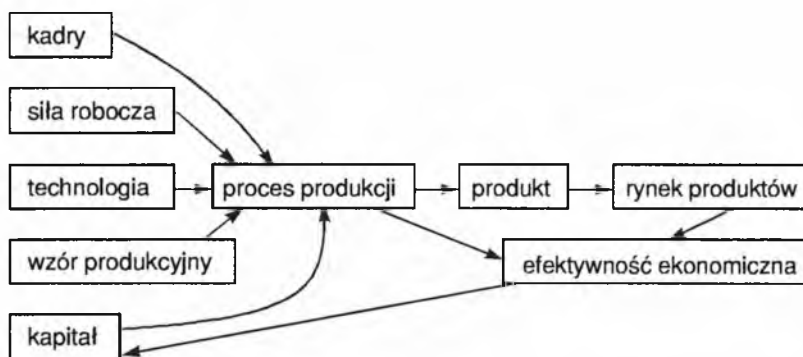 kadry
siła robocza
technologia
proces produkcji
produkt
rynek produktów
wzór produkcyjny
efektywność ekonomiczna
kapitał